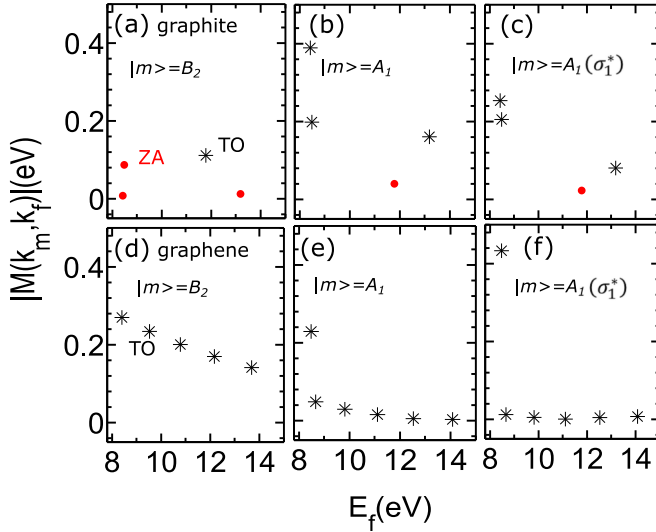 (a) graphite
|m>=B₂
ZA
TO
(b)
|m>=A₁
(c)
|m>=A₁(σ₁*)
0.4
0.2
0
|M(kₘ,k_f)|(eV)
(d) graphene
|m>=B₂
TO
(e)
|m>=A₁
(f)
|m>=A₁(σ₁*)
0.4
0.2
0
8 10 12 14
8 10 12 14
8 10 12 14
E_f(eV)